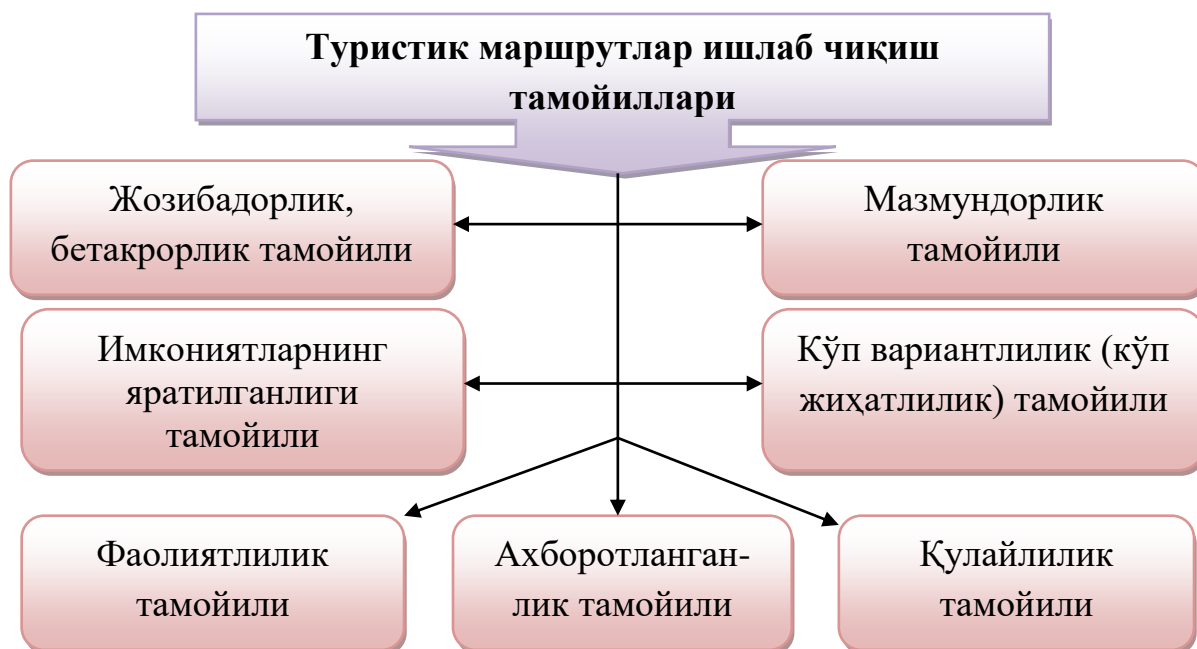 Туристик маршрутлар ишлаб чиқиш
тамойиллари
Жозибадорлик,
бетакрорлик тамойили
Мазмундорлик
тамойили
Имкониятларнинг
яратилганлиги
тамойили
Кўп вариантлилик (кўп
жиҳатлилик) тамойили
Фаолиятлилик
тамойили
Ахборотланган-
лик тамойили
Қулайлилик
тамойили